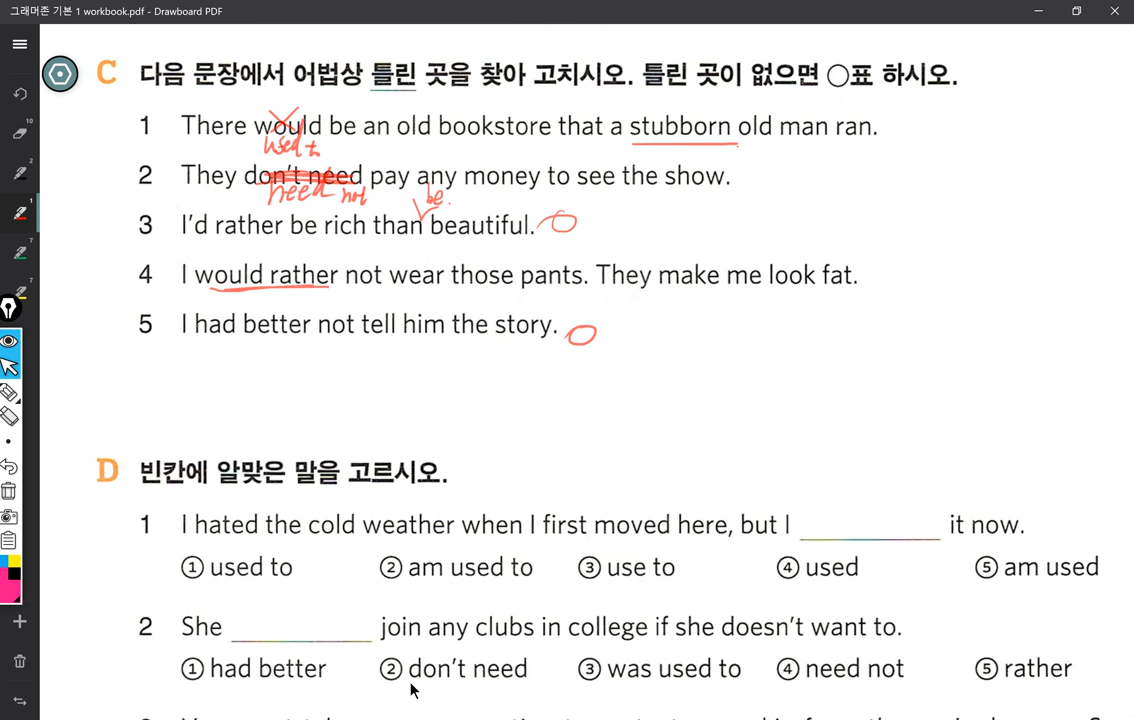 그래머존 기본 1 workbook.pdf - Drawboard PDF
C 다음 문장에서 어법상 틀린 곳을 찾아 고치시오. 틀린 곳이 없으면 ○표 하시오.
1 There would be an old bookstore that a stubborn old man ran.
used to
2 They don't need pay any money to see the show.
need not
be.
3 I'd rather be rich than beautiful.
4 I would rather not wear those pants. They make me look fat.
5 I had better not tell him the story.
D 빈칸에 알맞은 말을 고르시오.
1 I hated the cold weather when I first moved here, but I __________ it now.
① used to ② am used to ③ use to ④ used ⑤ am used
2 She __________ join any clubs in college if she doesn't want to.
① had better ② don't need ③ was used to ④ need not ⑤ rather